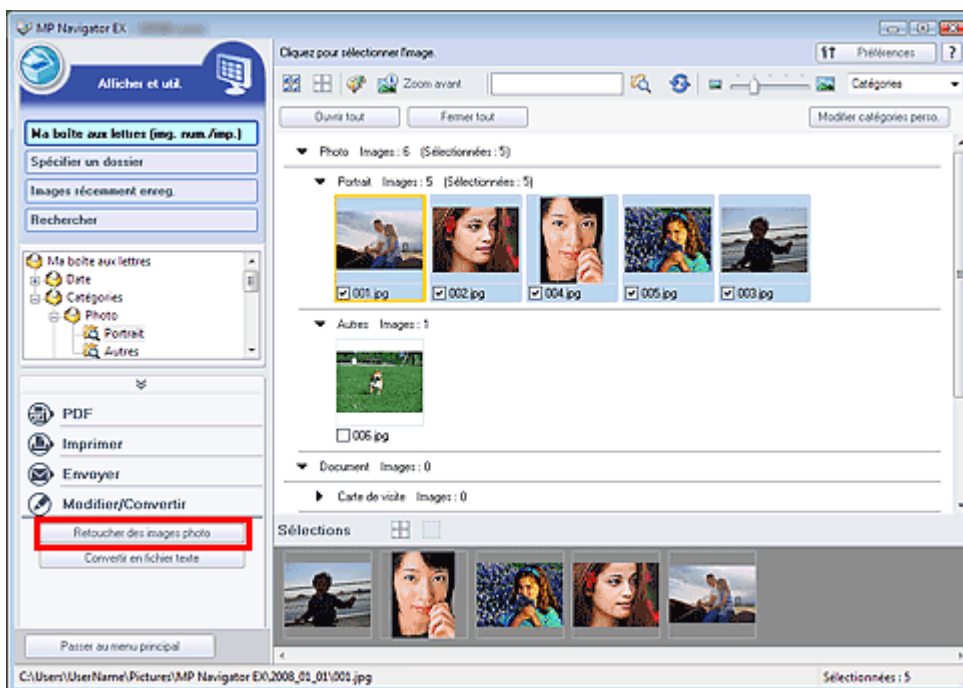 MP Navigator EX
Cliquez pour sélectionner l'image.
Préférences
?
Afficher et util.
Zoom avant
Catégories
Ouvrir tout
Fermer tout
Modifier catégories perso.
Ma boîte aux lettres (img. num./imp.)
Spécifier un dossier
Images récemment enreg.
Rechercher
Ma boîte aux lettres
Date
Catégories
Photo
Portrait
Autres
PDF
Imprimer
Envoyer
Modifier/Convertir
Retoucher des images photo
Convertir en fichier texte
Passer au menu principal
Photo Images : 6 (Sélectionnées : 5)
Portrait Images : 5 (Sélectionnées : 5)
001.jpg
002.jpg
004.jpg
005.jpg
003.jpg
Autres Images : 1
006.jpg
Document Images : 0
Carte de visite Images : 0
Sélections
C:\Users\UserName\Pictures\MP Navigator EX\2008_01_01\001.jpg
Sélectionnées : 5